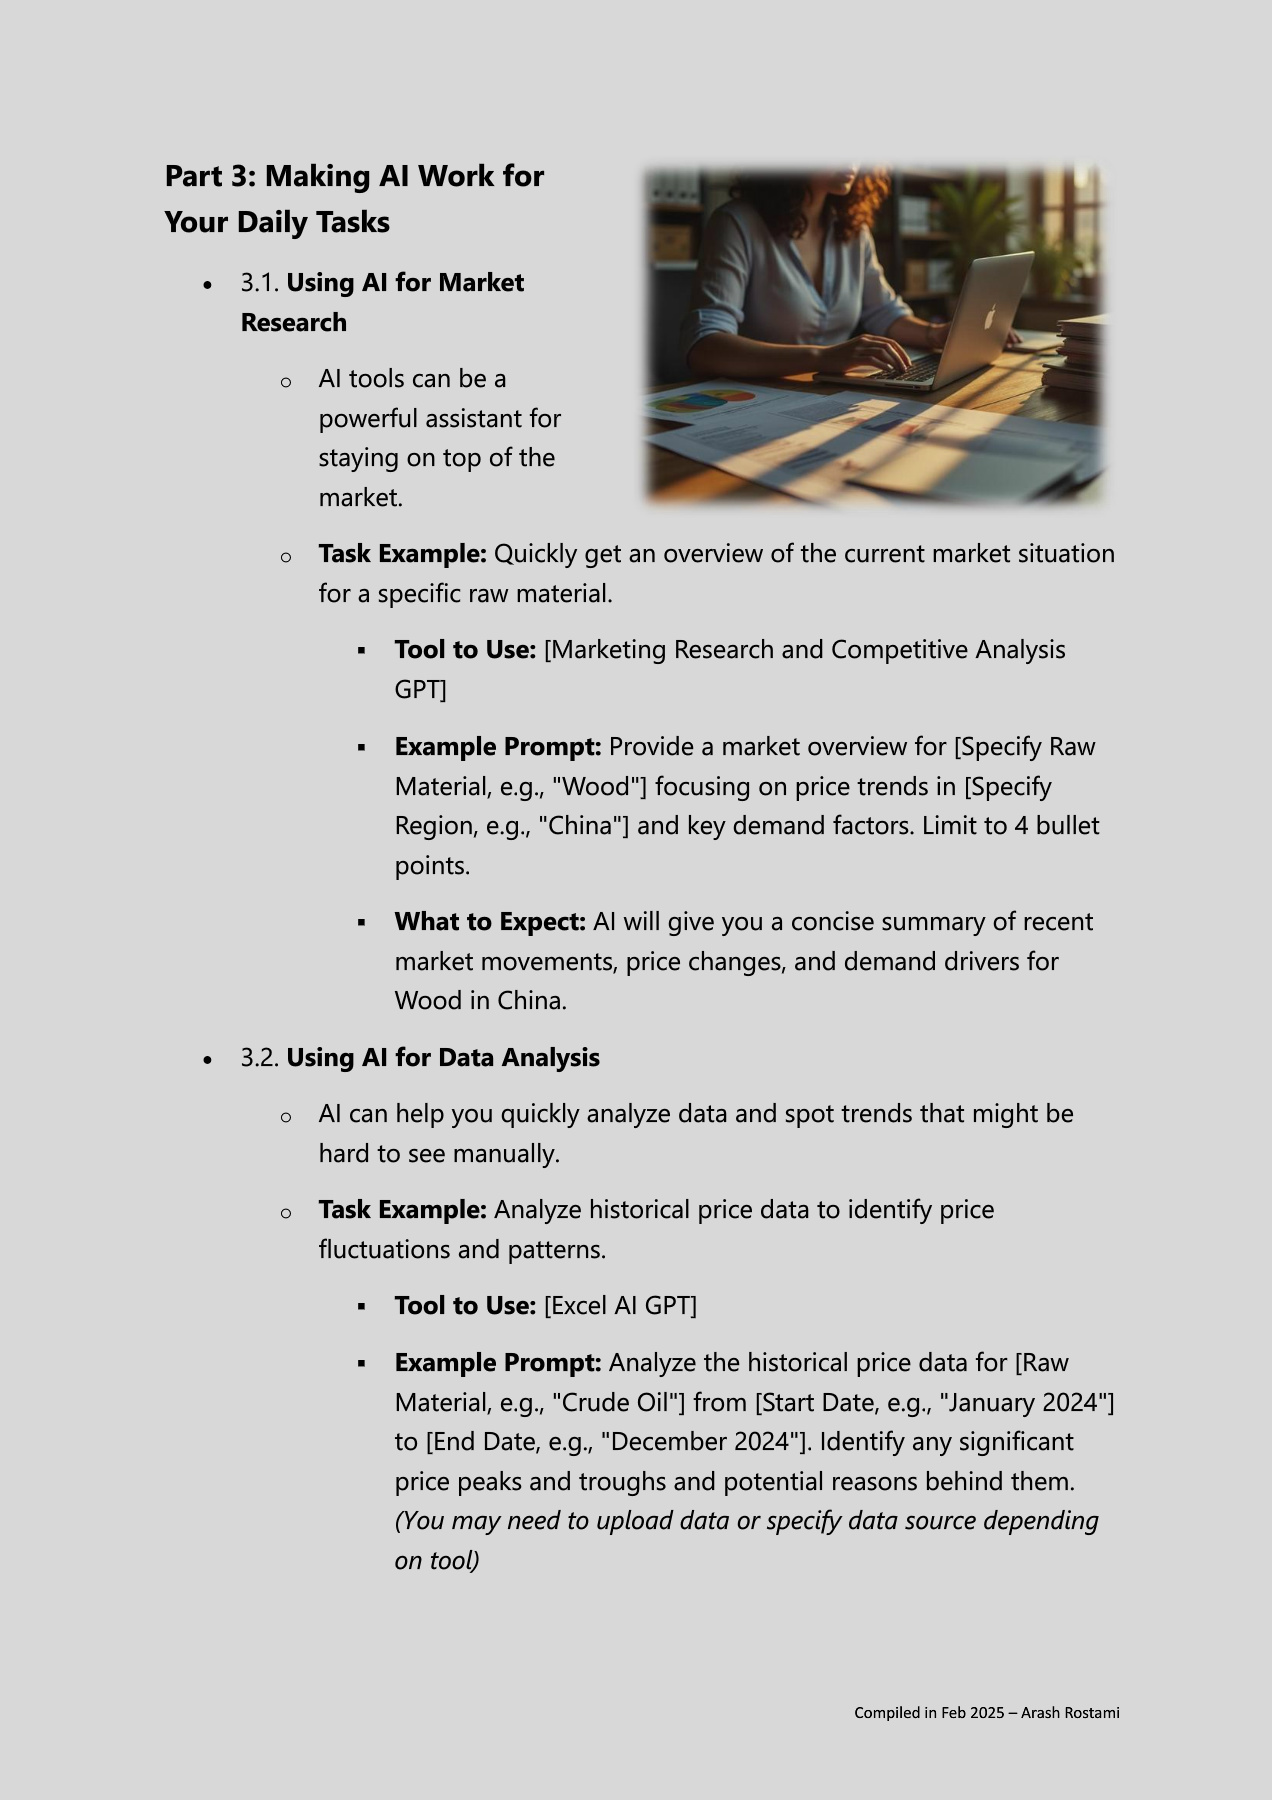 Part 3: Making AI Work for
Your Daily Tasks
• 3.1. Using AI for Market
Research
o AI tools can be a
powerful assistant for
staying on top of the
market.
o Task Example: Quickly get an overview of the current market situation
for a specific raw material.
▪ Tool to Use: [Marketing Research and Competitive Analysis
GPT]
▪ Example Prompt: Provide a market overview for [Specify Raw
Material, e.g., "Wood"] focusing on price trends in [Specify
Region, e.g., "China"] and key demand factors. Limit to 4 bullet
points.
▪ What to Expect: AI will give you a concise summary of recent
market movements, price changes, and demand drivers for
Wood in China.
• 3.2. Using AI for Data Analysis
o AI can help you quickly analyze data and spot trends that might be
hard to see manually.
o Task Example: Analyze historical price data to identify price
fluctuations and patterns.
▪ Tool to Use: [Excel AI GPT]
▪ Example Prompt: Analyze the historical price data for [Raw
Material, e.g., "Crude Oil"] from [Start Date, e.g., "January 2024"]
to [End Date, e.g., "December 2024"]. Identify any significant
price peaks and troughs and potential reasons behind them.
(You may need to upload data or specify data source depending
on tool)
Compiled in Feb 2025 – Arash Rostami